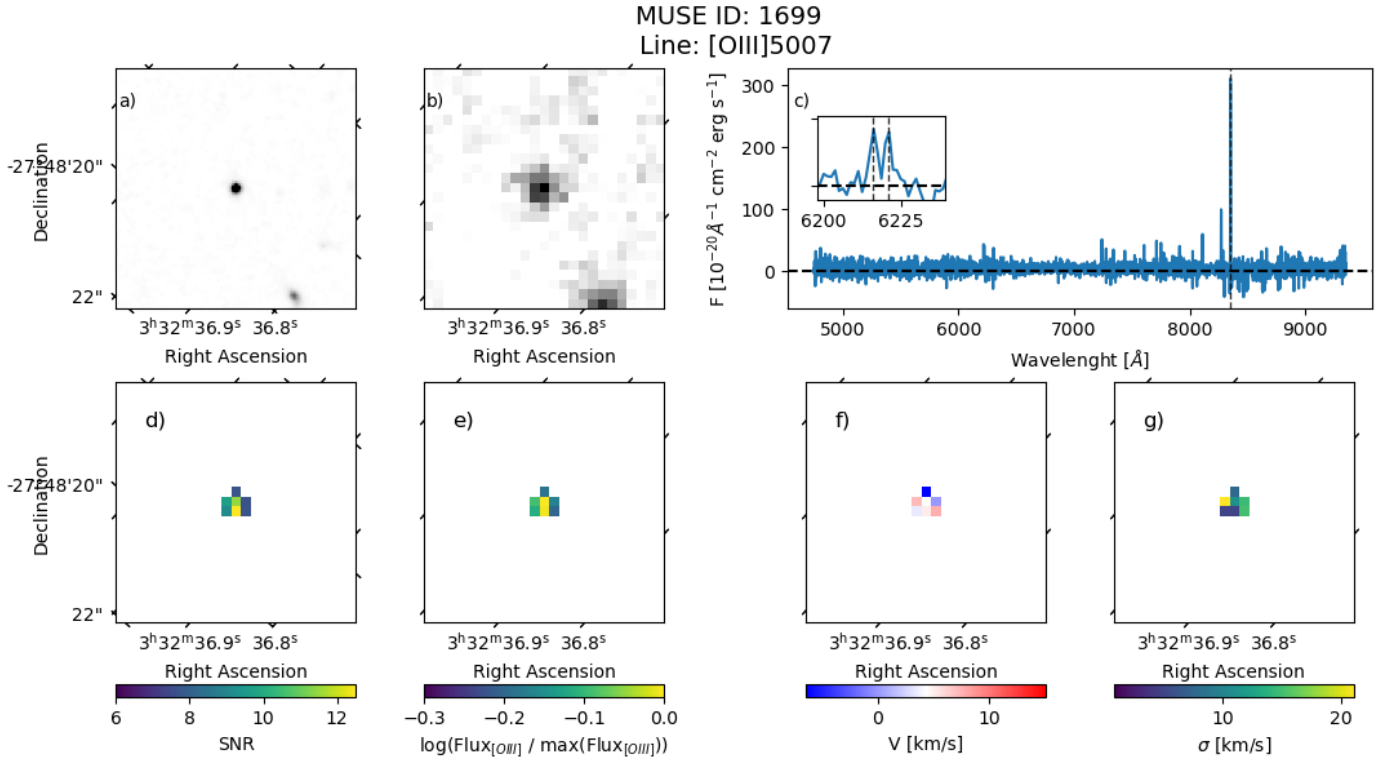 MUSE ID: 1699
Line: [OIII]5007
a)
Declination
-27°48'20"
22"
3ʰ32ᵐ36.9ˢ 36.8ˢ
Right Ascension
b)
3ʰ32ᵐ36.9ˢ 36.8ˢ
Right Ascension
c)
F [10⁻²⁰Å⁻¹ cm⁻² erg s⁻¹]
300
200
100
0
6200 6225
5000 6000 7000 8000 9000
Wavelenght [Å]
d)
Declination
-27°48'20"
22"
3ʰ32ᵐ36.9ˢ 36.8ˢ
Right Ascension
6 8 10 12
SNR
e)
3ʰ32ᵐ36.9ˢ 36.8ˢ
Right Ascension
−0.3 −0.2 −0.1 0.0
log(Flux[OIII] / max(Flux[OIII]))
f)
3ʰ32ᵐ36.9ˢ 36.8ˢ
Right Ascension
0 10
V [km/s]
g)
3ʰ32ᵐ36.9ˢ 36.8ˢ
Right Ascension
10 20
σ [km/s]